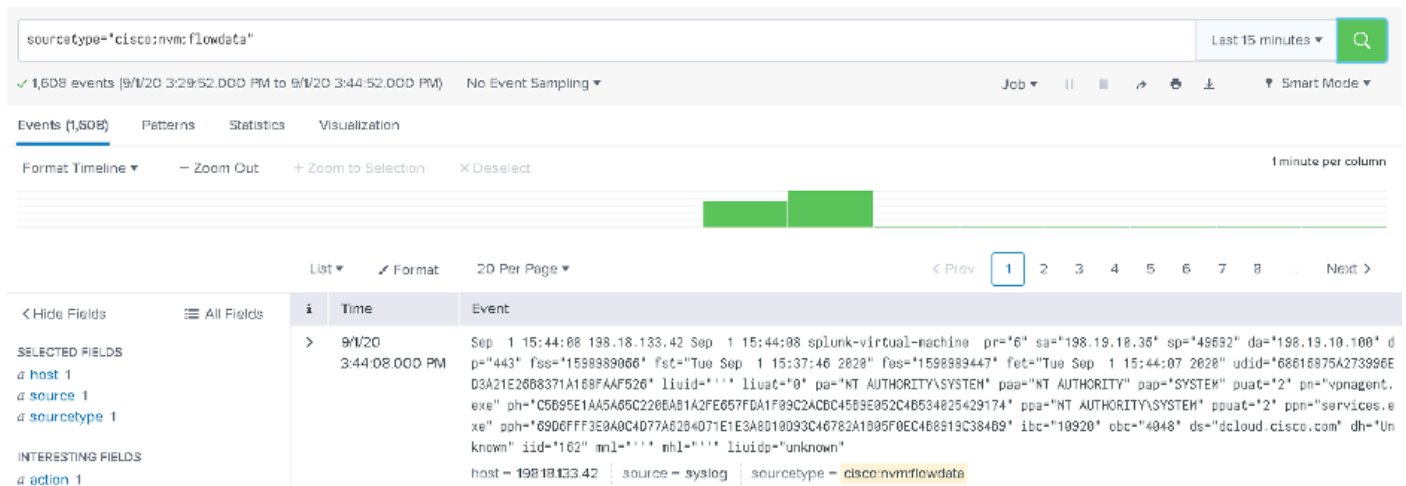 sourcetype="cisco:nvm:flowdata"
Last 15 minutes
1,608 events (9/1/20 3:29:52.000 PM to 9/1/20 3:44:52.000 PM) No Event Sampling Job Smart Mode
Events (1,608) Patterns Statistics Visualization
Format Timeline — Zoom Out + Zoom to Selection × Deselect 1 minute per column
List Format 20 Per Page < Prev 1 2 3 4 5 6 7 8 ... Next >
< Hide Fields All Fields i Time Event
SELECTED FIELDS
a host 1
a source 1
a sourcetype 1
INTERESTING FIELDS
a action 1
> 9/1/20
3:44:08.000 PM
Sep 1 15:44:08 198.18.133.42 Sep 1 15:44:08 splunk-virtual-machine pr="6" sa="198.19.10.36" sp="49692" da="198.19.10.100" d
p="443" fss="1598989066" fst="Tue Sep 1 15:37:46 2020" fes="1598989447" fet="Tue Sep 1 15:44:07 2020"
liuid="''" liuat="0" pa="NT AUTHORITY\SYSTEM" paa="NT AUTHORITY" pap="SYSTEM" puat="2" pn="vpnagent.
exe" ppa="NT AUTHORITY\SYSTEM" ppuat="2" ppn="services.e
xe" ibc="10920" obc="4048" ds="dcloud.cisco.com" dh="Un
known" iid="162" mnl="''" mhl="''" liuidp="unknown"
host = 198.18.133.42 source = syslog sourcetype = cisco:nvm:flowdata